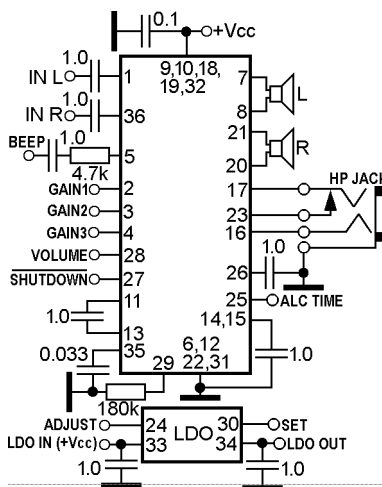 0.1
+Vcc
1.0
9,10,18,
19,32
IN L
1
7
L
8
1.0
IN R
36
21
R
20
BEEP
1.0
5
4.7k
HP JACK
GAIN1
2
17
GAIN2
3
23
GAIN3
4
16
VOLUME
28
1.0
SHUTDOWN
27
26
11
25
ALC TIME
1.0
14,15
13
0.033
35
6,12
22,31
1.0
29
180k
ADJUST
24
LDO
30
SET
LDO IN (+Vcc)
33
34
LDO OUT
1.0
1.0